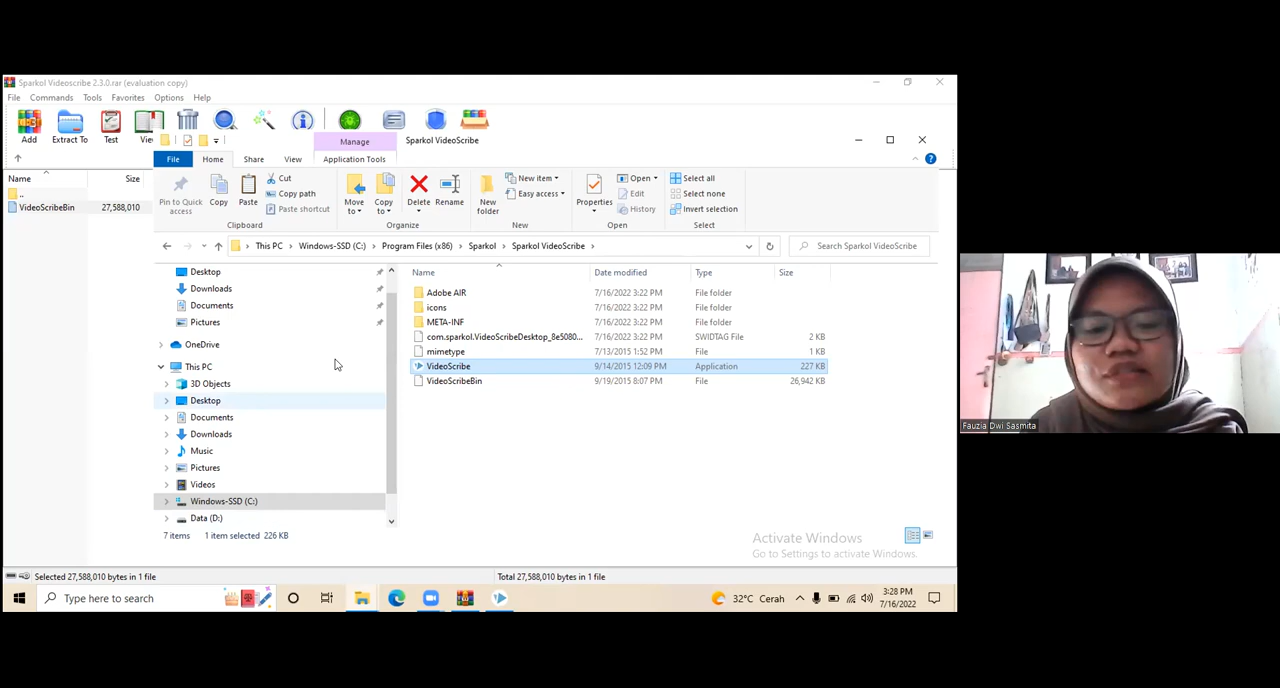 Sparkol Videoscribe 2.3.0.rar (evaluation copy)
File Commands Tools Favorites Options Help
Add Extract To Test
Name Size
..
VideoScribeBin 27,588,010
Manage Sparkol VideoScribe
File Home Share View Application Tools
Pin to Quick access
Copy
Paste
Cut
Copy path
Paste shortcut
Clipboard
Move to
Copy to
Delete
Rename
Organize
New folder
New item
Easy access
New
Properties
Open
Edit
History
Open
Select all
Select none
Invert selection
Select
This PC > Windows-SSD (C:) > Program Files (x86) > Sparkol > Sparkol VideoScribe >
Search Sparkol VideoScribe
Desktop
Downloads
Documents
Pictures
OneDrive
This PC
3D Objects
Desktop
Documents
Downloads
Music
Pictures
Videos
Windows-SSD (C:)
Data (D:)
Name Date modified Type Size
Adobe AIR 7/16/2022 3:22 PM File folder
icons 7/16/2022 3:22 PM File folder
META-INF 7/16/2022 3:22 PM File folder
com.sparkol.VideoScribeDesktop_8e5080... 7/16/2022 3:22 PM SWIDTAG File 2 KB
mimetype 7/13/2015 1:52 PM File 1 KB
VideoScribe 9/14/2015 12:09 PM Application 227 KB
VideoScribeBin 9/19/2015 8:07 PM File 26,942 KB
7 items 1 item selected 226 KB
Activate Windows
Go to Settings to activate Windows.
Selected 27,588,010 bytes in 1 file Total 27,588,010 bytes in 1 file
Type here to search
32°C Cerah
3:28 PM
7/16/2022
Fauzia Dwi Sasmita